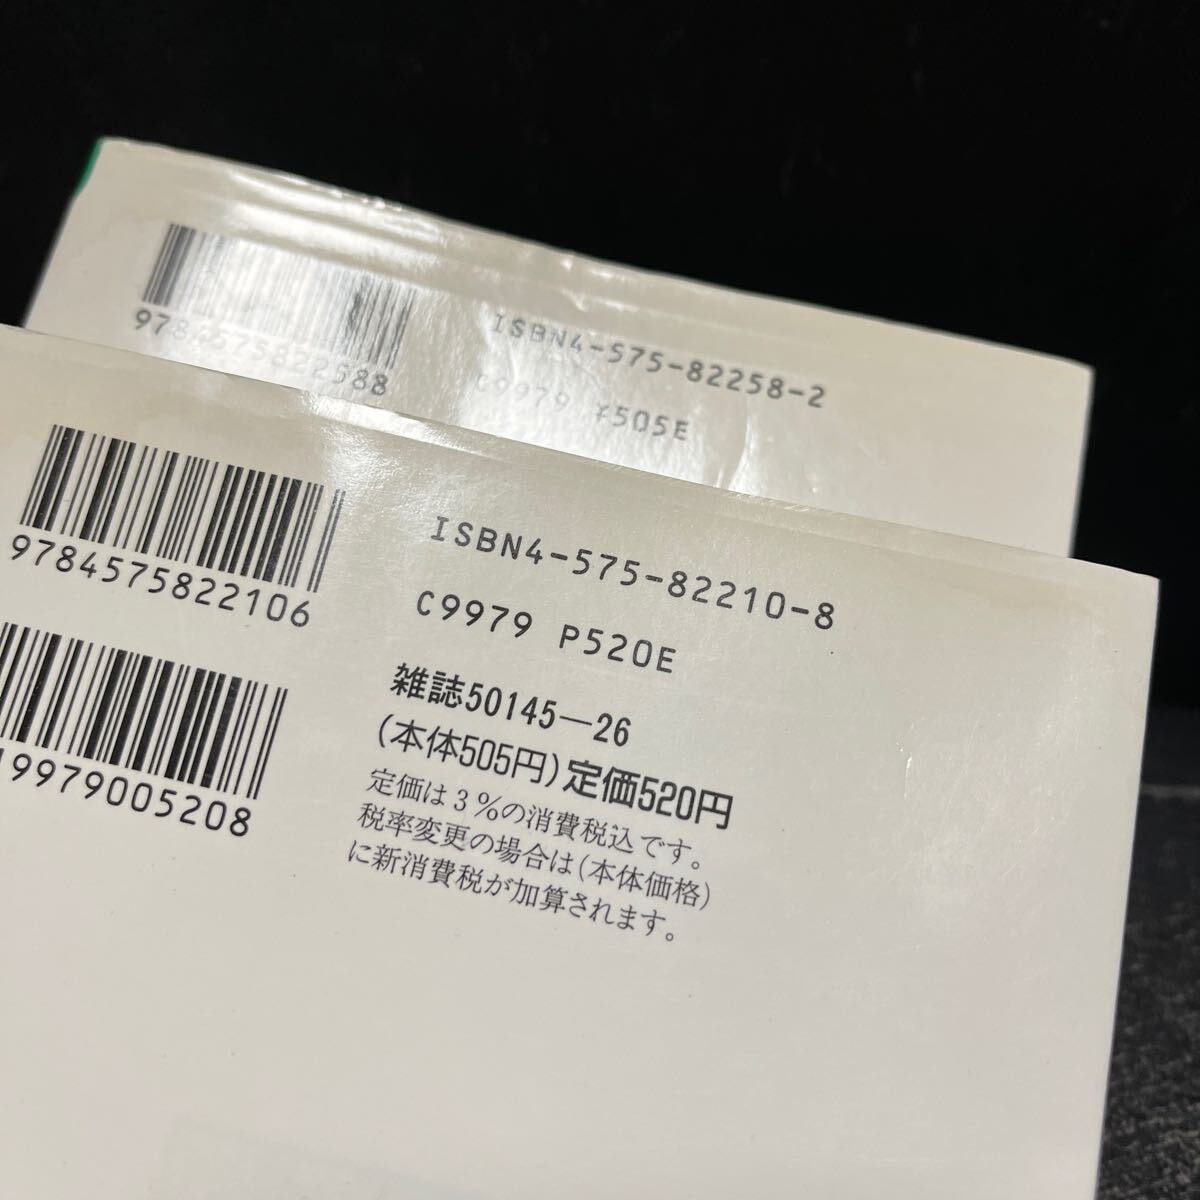 9784575822588
ISBN4-575-82258-2
C9979 ¥505E
9784575822106
ISBN4-575-82210-8
C9979 P520E
雑誌50145―26
(本体505円)定価520円
定価は3%の消費税込です。
税率変更の場合は(本体価格)
に新消費税が加算されます。
9979005208